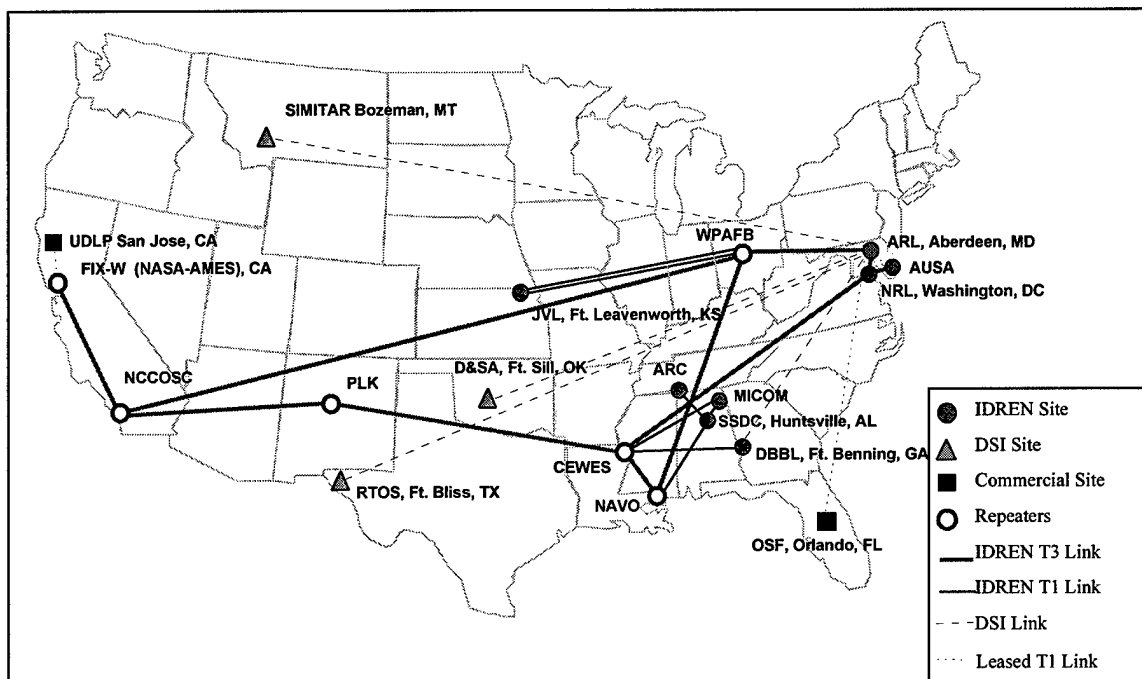 SIMITAR Bozeman, MT
UDLP San Jose, CA
FIX-W (NASA-AMES), CA
WPAFB
ARL, Aberdeen, MD
AUSA
NRL, Washington, DC
JVL, Ft. Leavenworth, KS
NCCOSC
PLK
D&SA, Ft. Sill, OK
ARC
MICOM
SSDC, Huntsville, AL
CEWES
DBBL, Ft. Benning, GA
RTOS, Ft. Bliss, TX
NAVO
OSF, Orlando, FL
IDREN Site
DSI Site
Commercial Site
Repeaters
IDREN T3 Link
IDREN T1 Link
DSI Link
Leased T1 Link